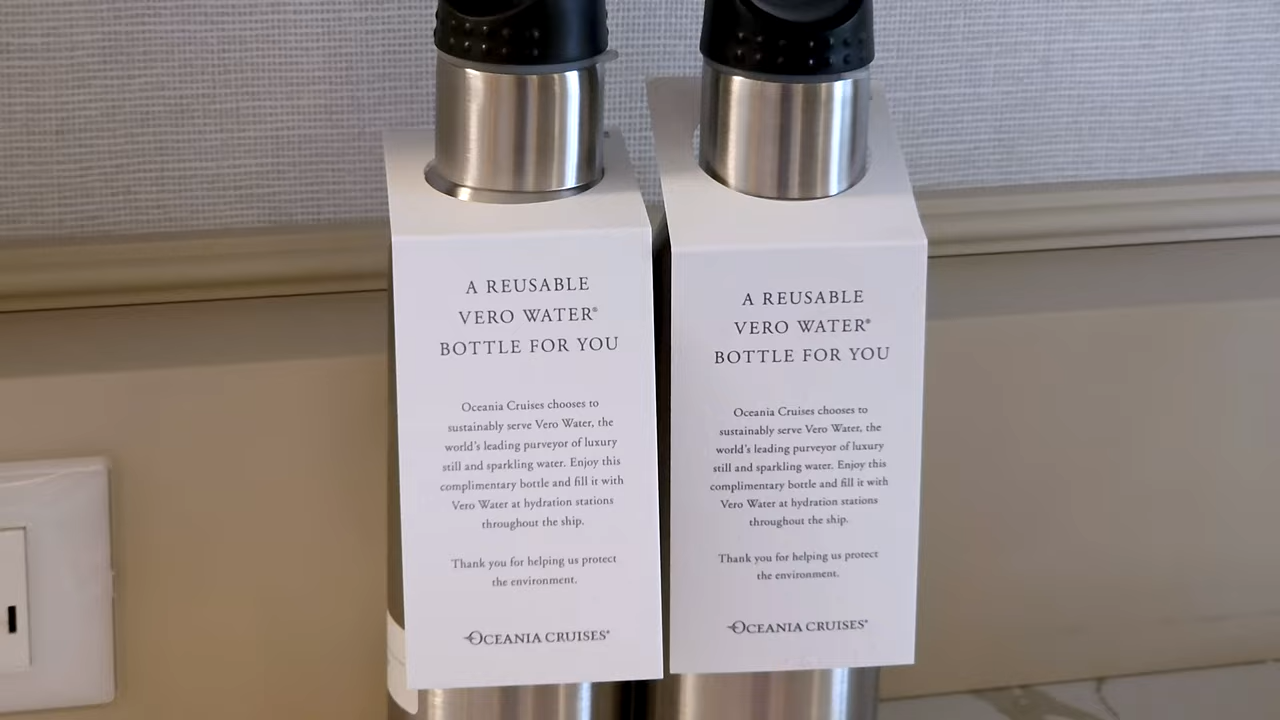 A REUSABLE
VERO WATER®
BOTTLE FOR YOU
Oceania Cruises chooses to
sustainably serve Vero Water, the
world's leading purveyor of luxury
still and sparkling water. Enjoy this
complimentary bottle and fill it with
Vero Water at hydration stations
throughout the ship.
Thank you for helping us protect
the environment.
OCEANIA CRUISES®
A REUSABLE
VERO WATER®
BOTTLE FOR YOU
Oceania Cruises chooses to
sustainably serve Vero Water, the
world's leading purveyor of luxury
still and sparkling water. Enjoy this
complimentary bottle and fill it with
Vero Water at hydration stations
throughout the ship.
Thank you for helping us protect
the environment.
OCEANIA CRUISES®